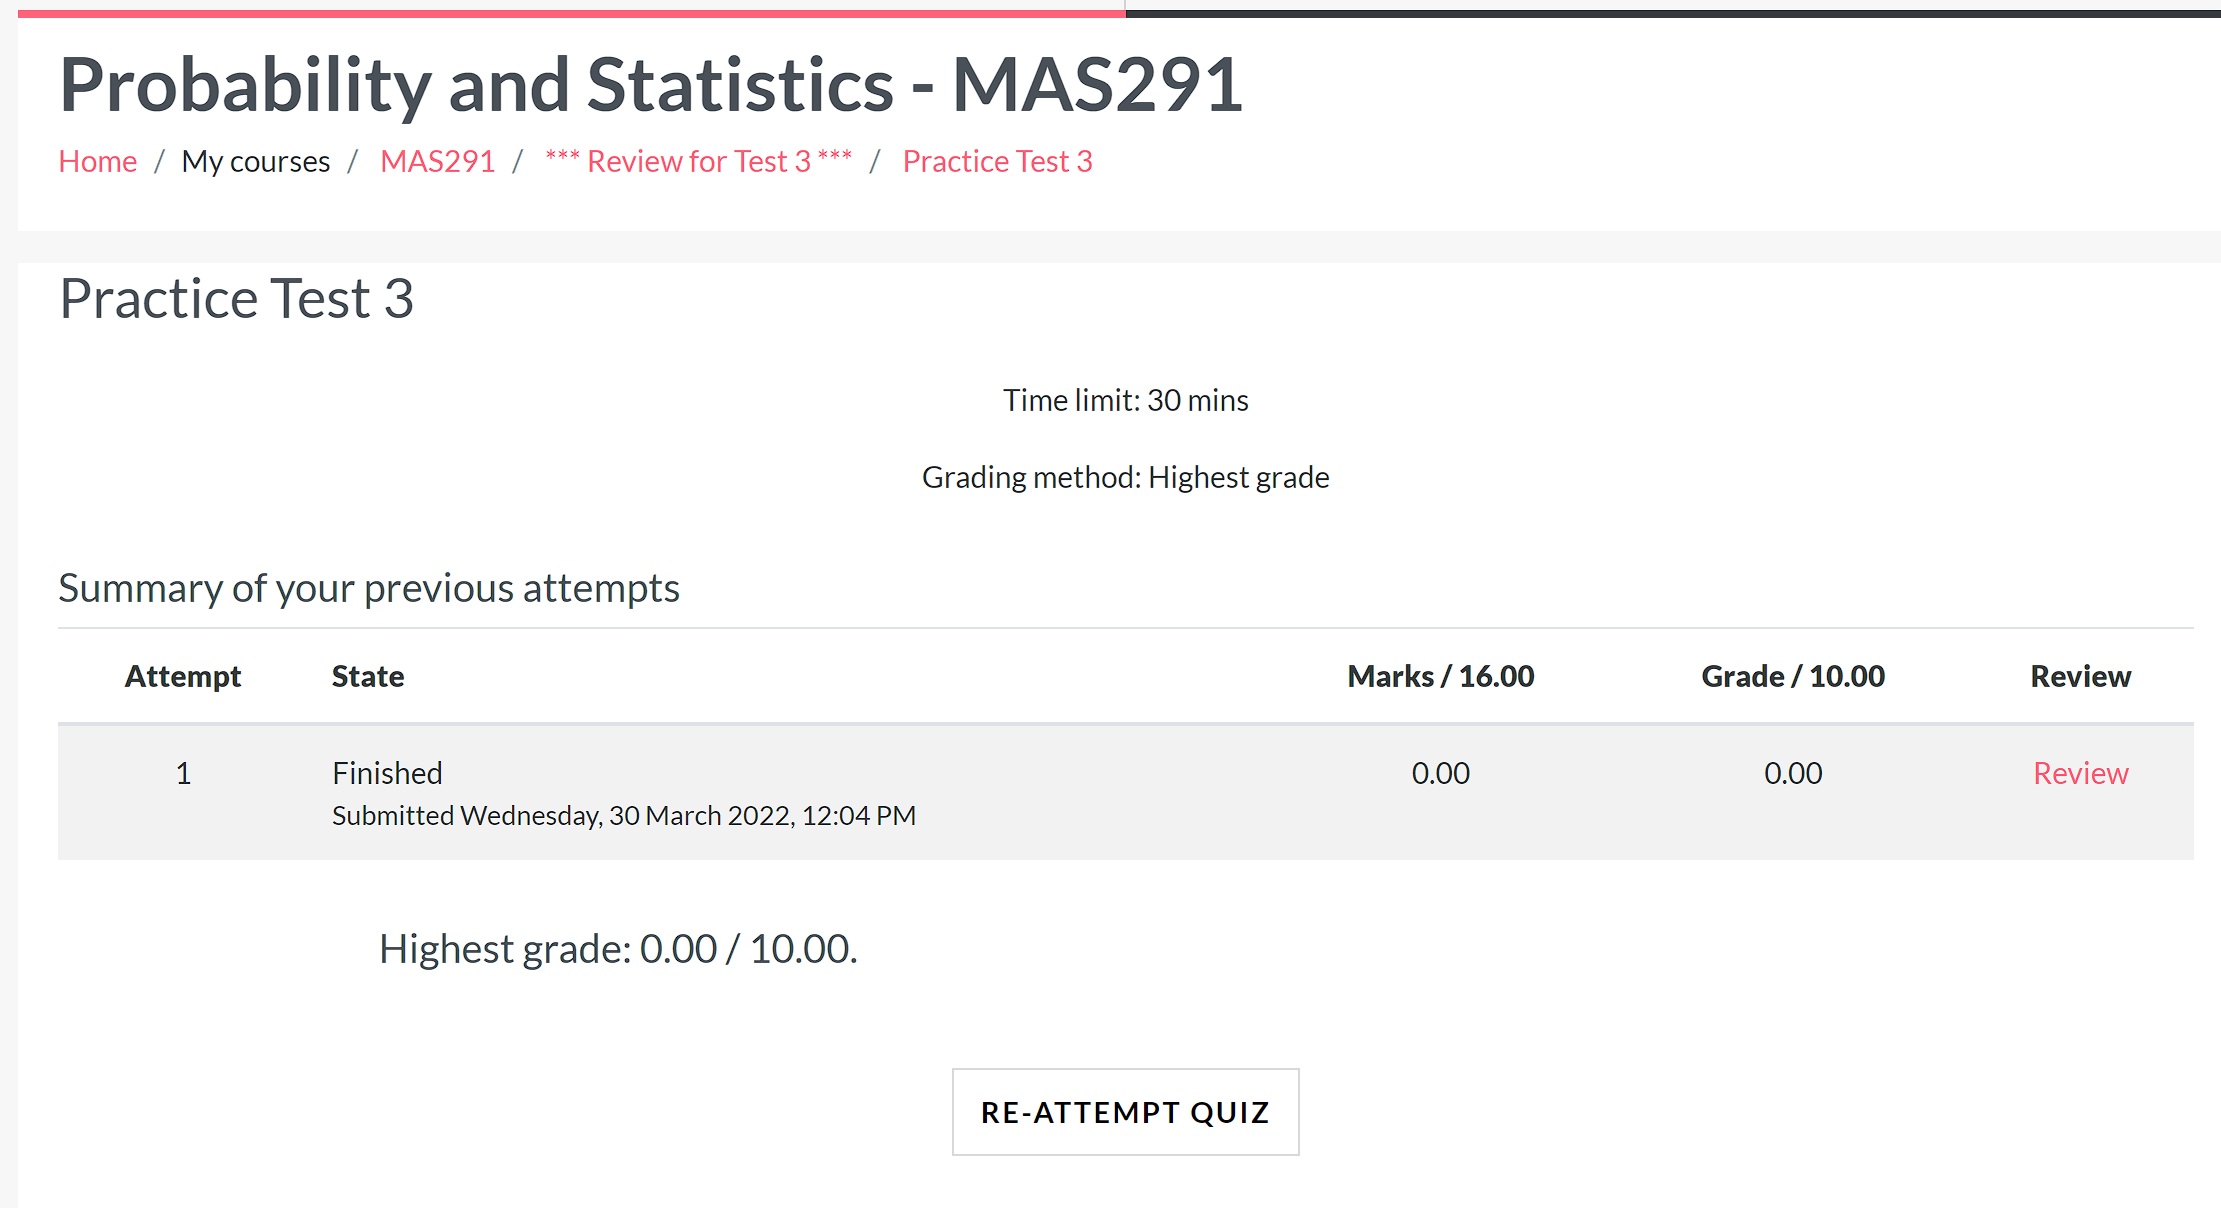 Probability and Statistics - MAS291
Home / My courses / MAS291 / *** Review for Test 3 *** / Practice Test 3
Practice Test 3
Time limit: 30 mins
Grading method: Highest grade
Summary of your previous attempts
Attempt State Marks / 16.00 Grade / 10.00 Review
1 Finished 0.00 0.00 Review
Submitted Wednesday, 30 March 2022, 12:04 PM
Highest grade: 0.00 / 10.00.
RE-ATTEMPT QUIZ